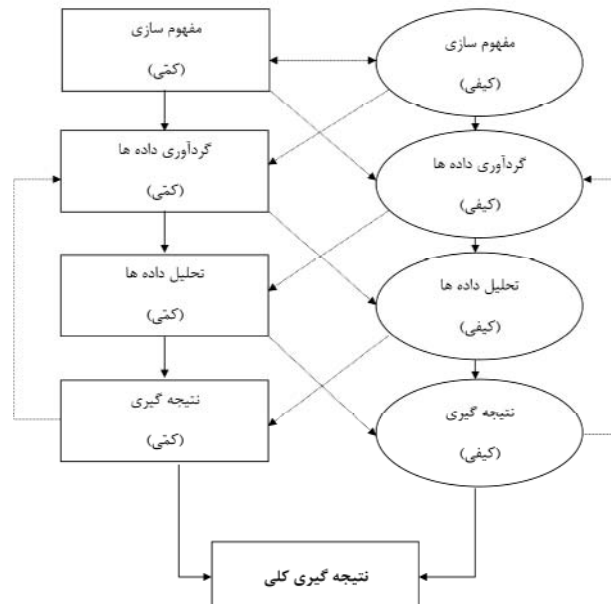 مفهوم سازی
(کیفی)
مفهوم سازی
(کمّی)
گردآوری داده ها
(کیفی)
گردآوری داده ها
(کمّی)
تحلیل داده ها
(کیفی)
تحلیل داده ها
(کمّی)
نتیجه گیری
(کیفی)
نتیجه گیری
(کمّی)
نتیجه گیری کلی